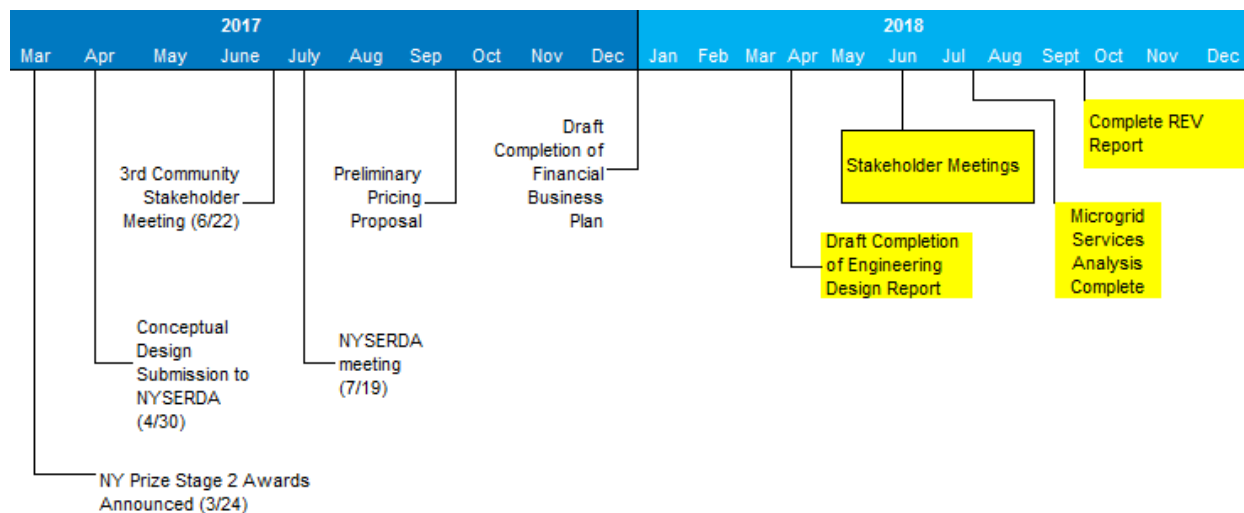 2017
2018
Mar Apr May June July Aug Sep Oct Nov Dec Jan Feb Mar Apr May Jun Jul Aug Sept Oct Nov Dec
3rd Community
Stakeholder
Meeting (6/22)
Preliminary
Pricing
Proposal
Draft
Completion of
Financial
Business
Plan
Stakeholder Meetings
Complete REV
Report
Draft Completion
of Engineering
Design Report
Microgrid
Services
Analysis
Complete
Conceptual
Design
Submission to
NYSERDA
(4/30)
NYSERDA
meeting
(7/19)
NY Prize Stage 2 Awards
Announced (3/24)